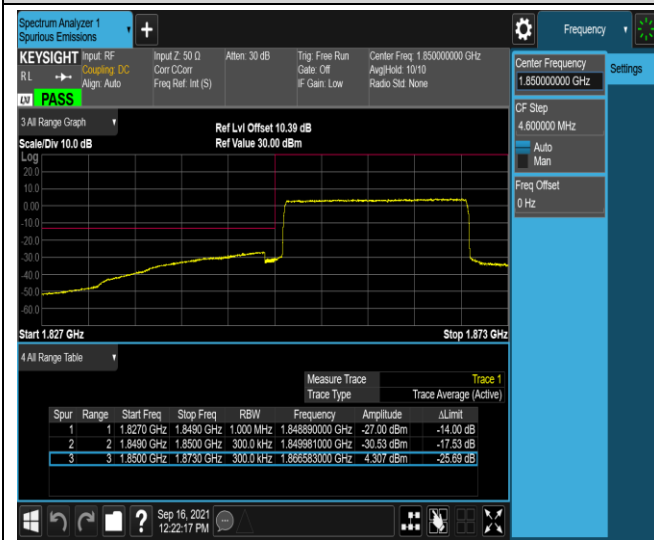 Spectrum Analyzer 1
Spurious Emissions
+
Frequency
KEYSIGHT Input: RF Input Z: 50 Ω Atten: 30 dB Trig: Free Run Center Freq: 1.850000000 GHz
RL Coupling: DC Corr CCorr Gate: Off Avg|Hold: 10/10
Align: Auto Freq Ref: Int (S) IF Gain: Low Radio Std: None
LXI PASS
Center Frequency
1.850000000 GHz
Settings
CF Step
4.600000 MHz
Auto
Man
Freq Offset
0 Hz
3 All Range Graph
Ref Lvl Offset 10.39 dB
Scale/Div 10.0 dB Ref Value 30.00 dBm
Log
20.0
10.0
0.00
-10.0
-20.0
-30.0
-40.0
-50.0
-60.0
Start 1.827 GHz Stop 1.873 GHz
4 All Range Table
Measure Trace Trace 1
Trace Type Trace Average (Active)
Spur Range Start Freq Stop Freq RBW Frequency Amplitude ΔLimit
1 1 1.8270 GHz 1.8490 GHz 1.000 MHz 1.848890000 GHz -27.00 dBm -14.00 dB
2 2 1.8490 GHz 1.8500 GHz 300.0 kHz 1.849981000 GHz -30.53 dBm -17.53 dB
3 3 1.8500 GHz 1.8730 GHz 300.0 kHz 1.866583000 GHz 4.307 dBm -25.69 dB
? Sep 16, 2021
12:22:17 PM